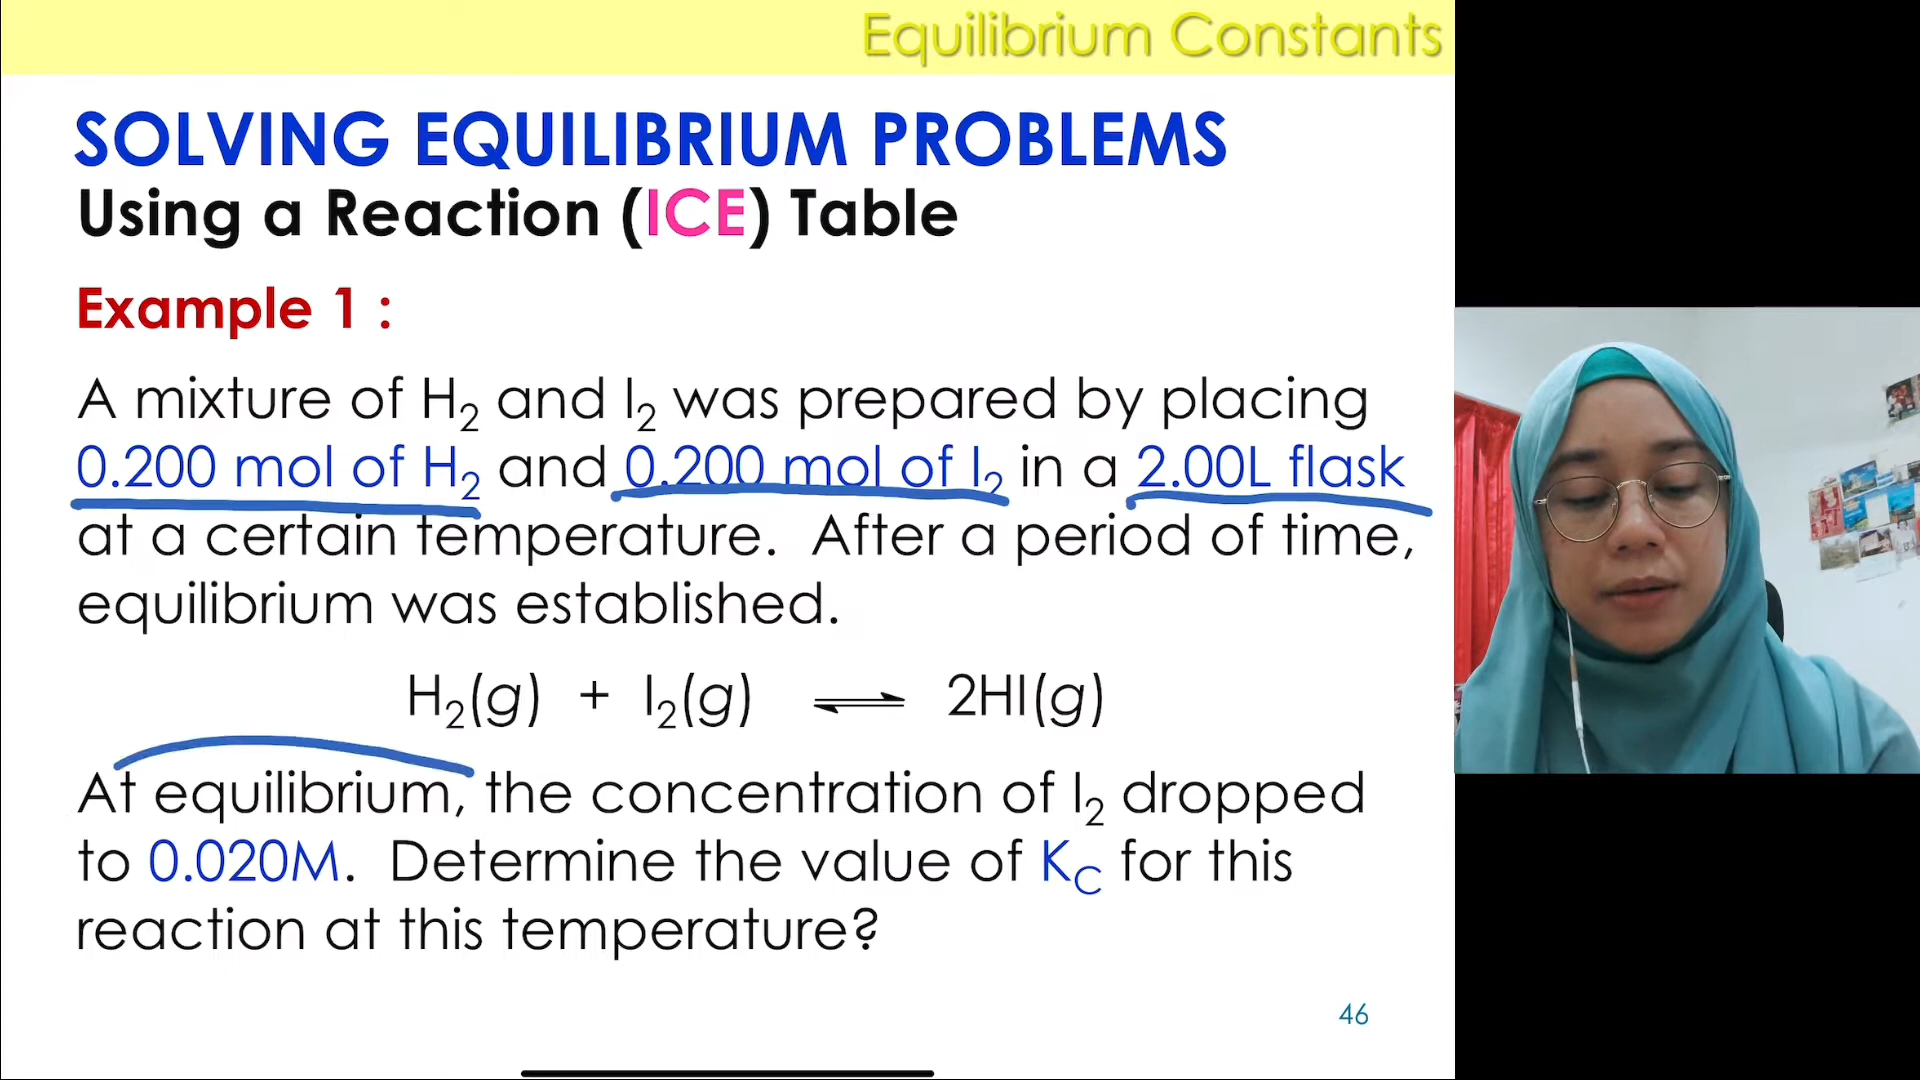 Equilibrium Constants
SOLVING EQUILIBRIUM PROBLEMS
Using a Reaction (ICE) Table
Example 1 :
A mixture of H₂ and I₂ was prepared by placing
0.200 mol of H₂ and 0.200 mol of I₂ in a 2.00L flask
at a certain temperature.  After a period of time,
equilibrium was established.
H₂(g)  +  I₂(g)  ⇌  2HI(g)
At equilibrium, the concentration of I₂ dropped
to 0.020M.  Determine the value of K_C for this
reaction at this temperature?
46